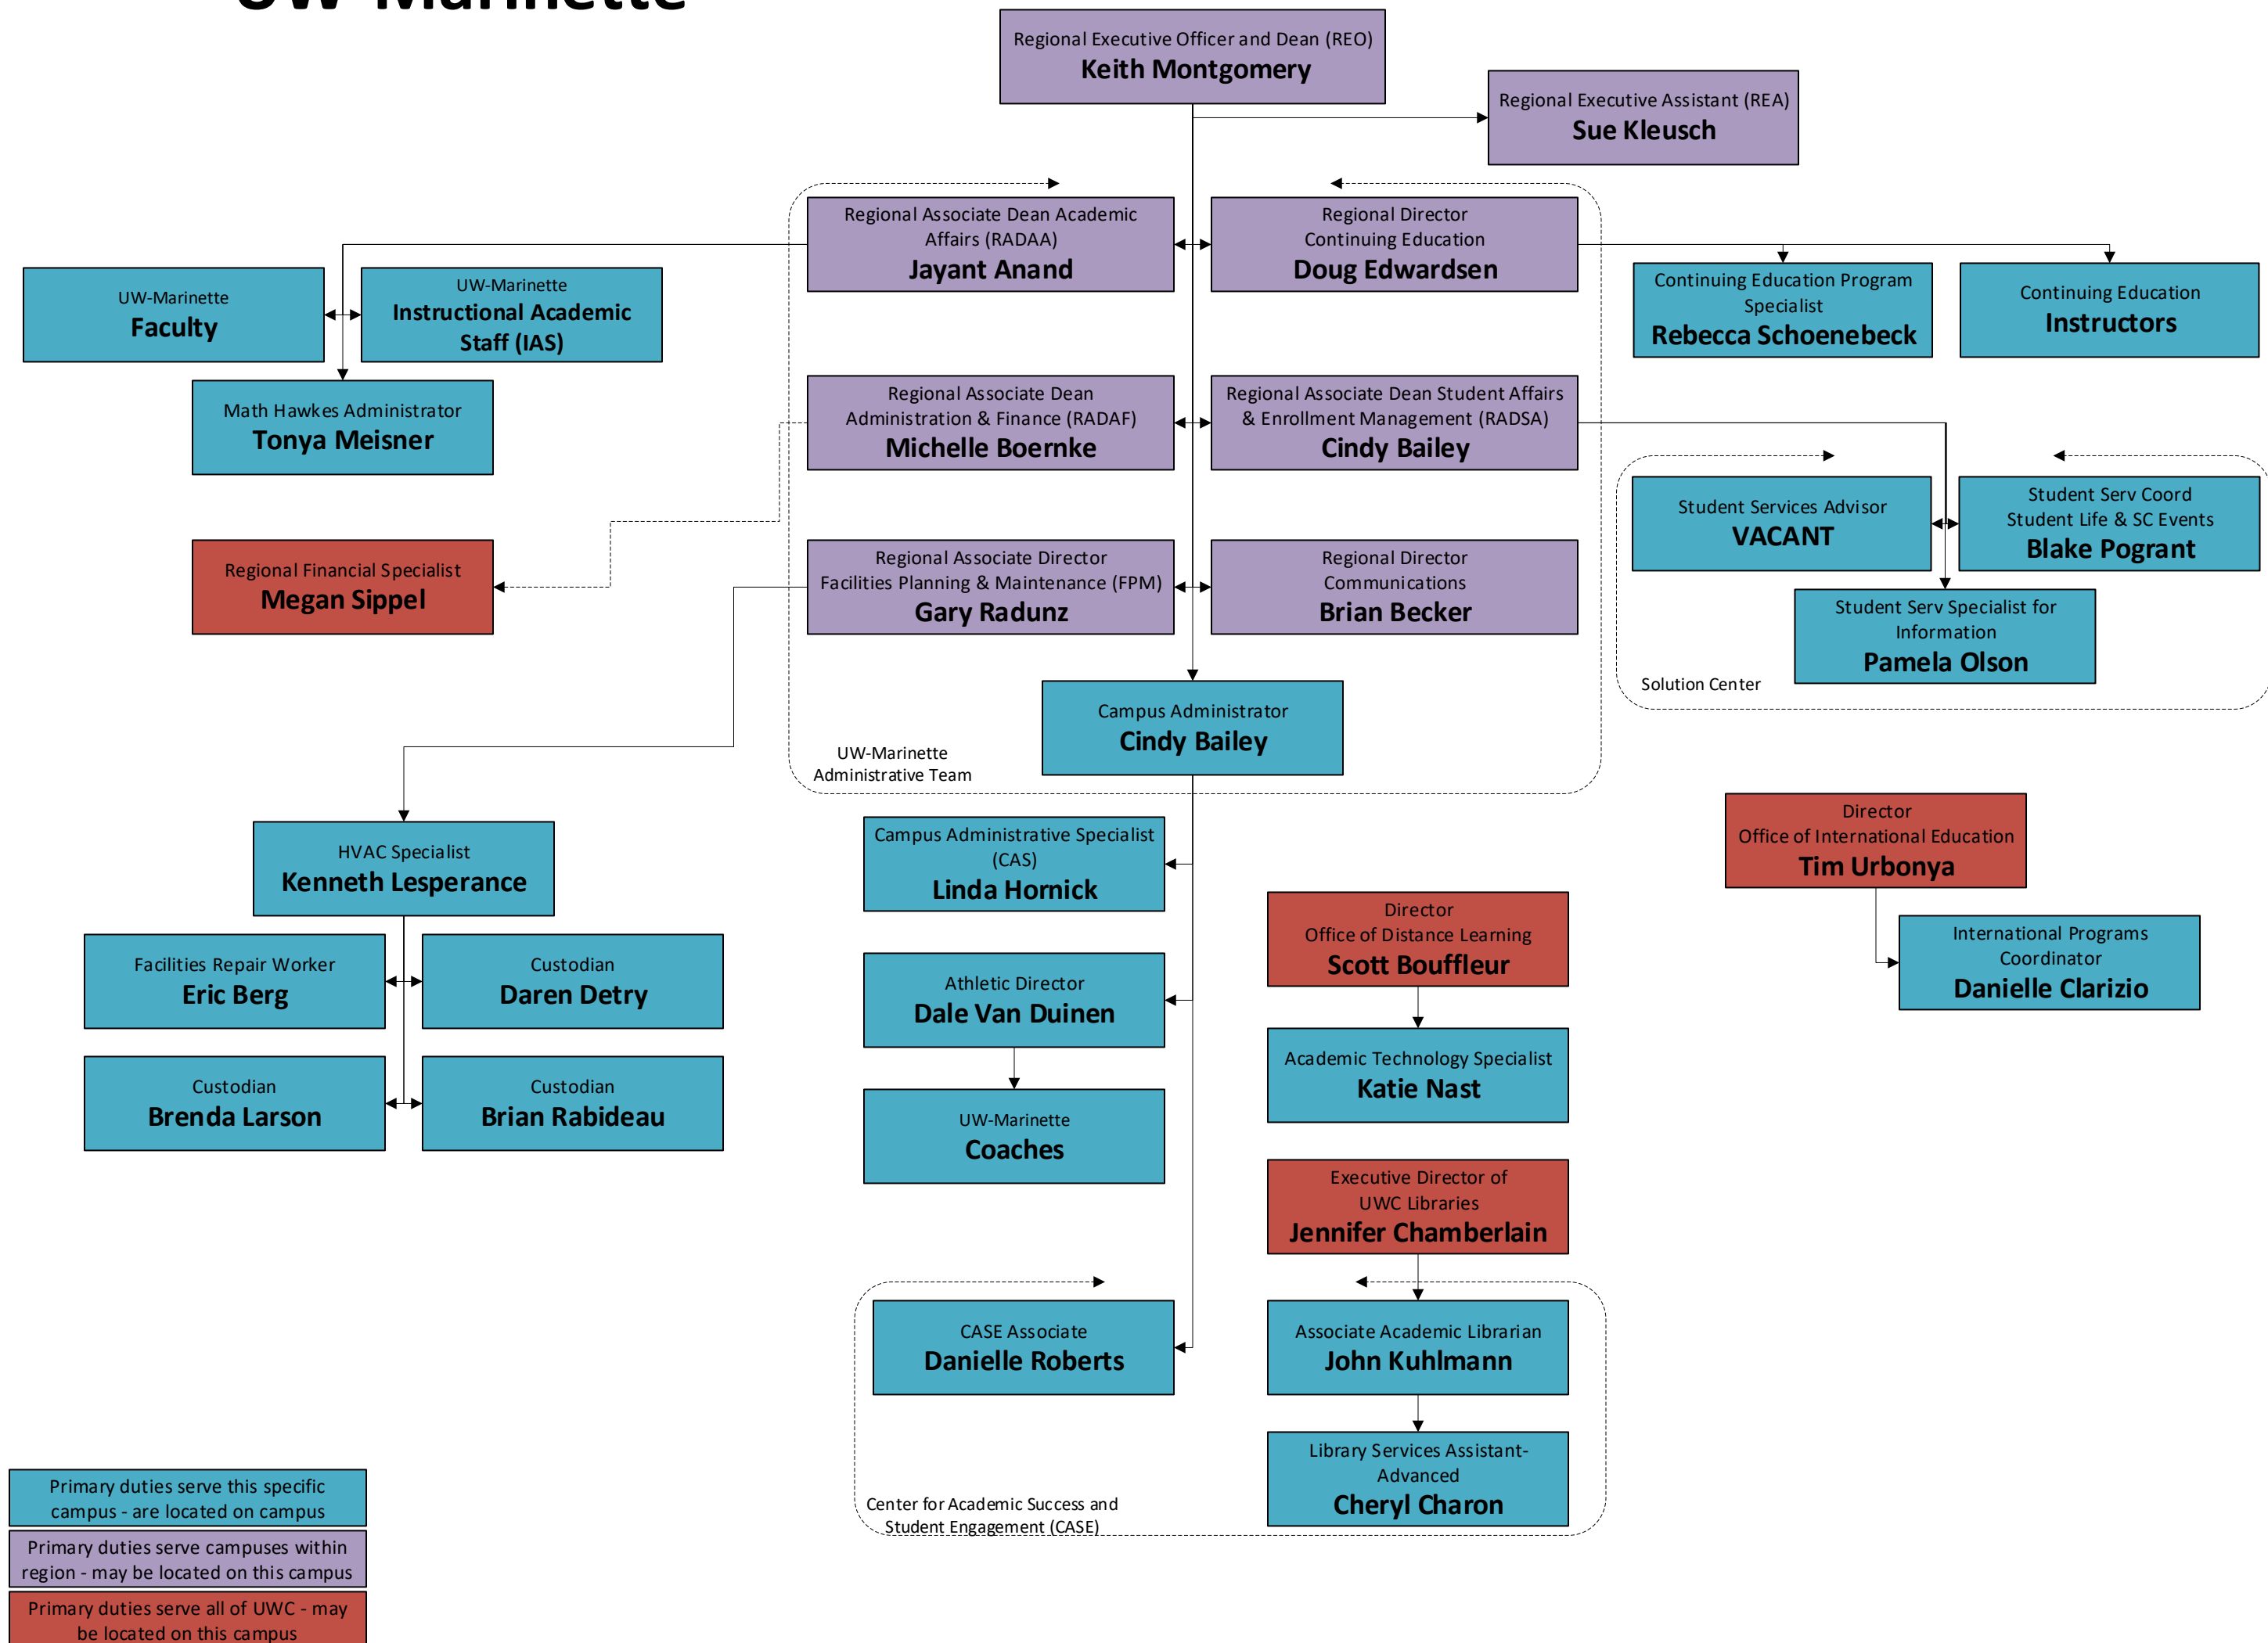 UW-Marinette
Regional Executive Officer and Dean (REO)
Keith Montgomery
Regional Executive Assistant (REA)
Sue Kleusch
Regional Associate Dean Academic
Affairs (RADAA)
Jayant Anand
Regional Director
Continuing Education
Doug Edwardsen
UW-Marinette
Faculty
UW-Marinette
Instructional Academic
Staff (IAS)
Continuing Education Program
Specialist
Rebecca Schoenebeck
Continuing Education
Instructors
Math Hawkes Administrator
Tonya Meisner
Regional Associate Dean
Administration & Finance (RADAF)
Michelle Boernke
Regional Associate Dean Student Affairs
& Enrollment Management (RADSA)
Cindy Bailey
Student Services Advisor
VACANT
Student Serv Coord
Student Life & SC Events
Blake Pogrant
Regional Financial Specialist
Megan Sippel
Regional Associate Director
Facilities Planning & Maintenance (FPM)
Gary Radunz
Regional Director
Communications
Brian Becker
Student Serv Specialist for
Information
Pamela Olson
Solution Center
Campus Administrator
Cindy Bailey
UW-Marinette
Administrative Team
HVAC Specialist
Kenneth Lesperance
Campus Administrative Specialist
(CAS)
Linda Hornick
Director
Office of International Education
Tim Urbonya
Director
Office of Distance Learning
Scott Bouffleur
International Programs
Coordinator
Danielle Clarizio
Facilities Repair Worker
Eric Berg
Custodian
Daren Detry
Athletic Director
Dale Van Duinen
Academic Technology Specialist
Katie Nast
Custodian
Brenda Larson
Custodian
Brian Rabideau
UW-Marinette
Coaches
Executive Director of
UWC Libraries
Jennifer Chamberlain
CASE Associate
Danielle Roberts
Associate Academic Librarian
John Kuhlmann
Library Services Assistant-
Advanced
Cheryl Charon
Center for Academic Success and
Student Engagement (CASE)
Primary duties serve this specific
campus - are located on campus
Primary duties serve campuses within
region - may be located on this campus
Primary duties serve all of UWC - may
be located on this campus